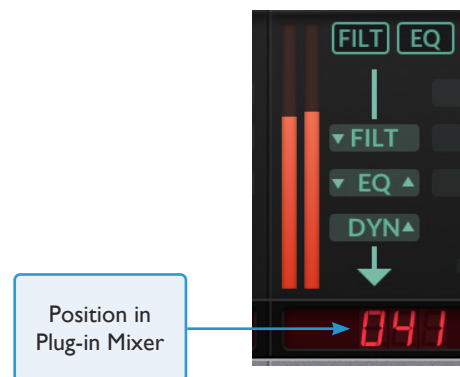 FILT EQ
▼ FILT
▼ EQ ▲
DYN▲
Position in
Plug-in Mixer
041